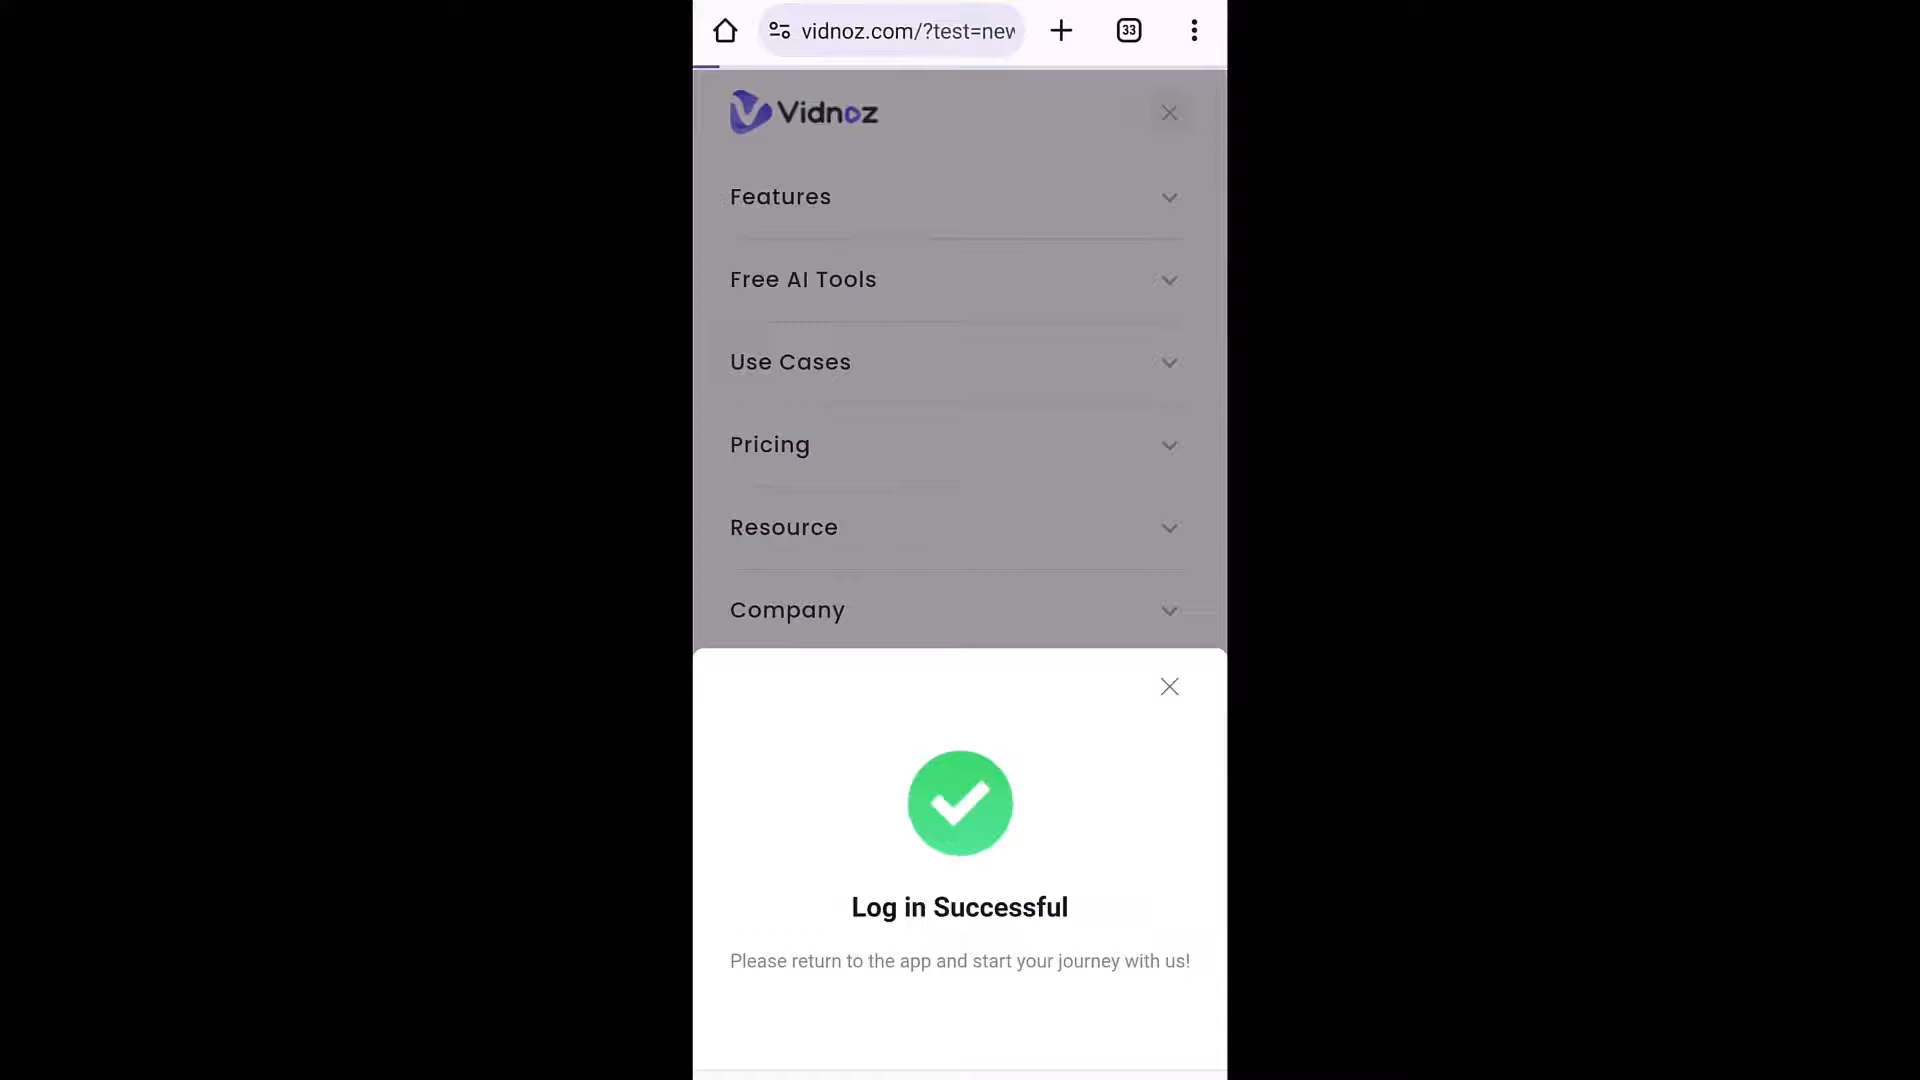 vidnoz.com/?test=new
33
Vidnoz
Features
Free AI Tools
Use Cases
Pricing
Resource
Company
Log in Successful
Please return to the app and start your journey with us!